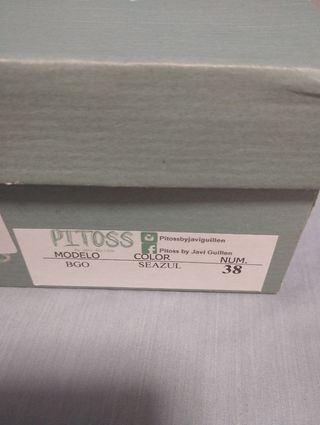 PITOSS Pitossbyjaviguillen
Pitoss by Javi Guillen
MODELO COLOR NUM.
BGO SEAZUL 38